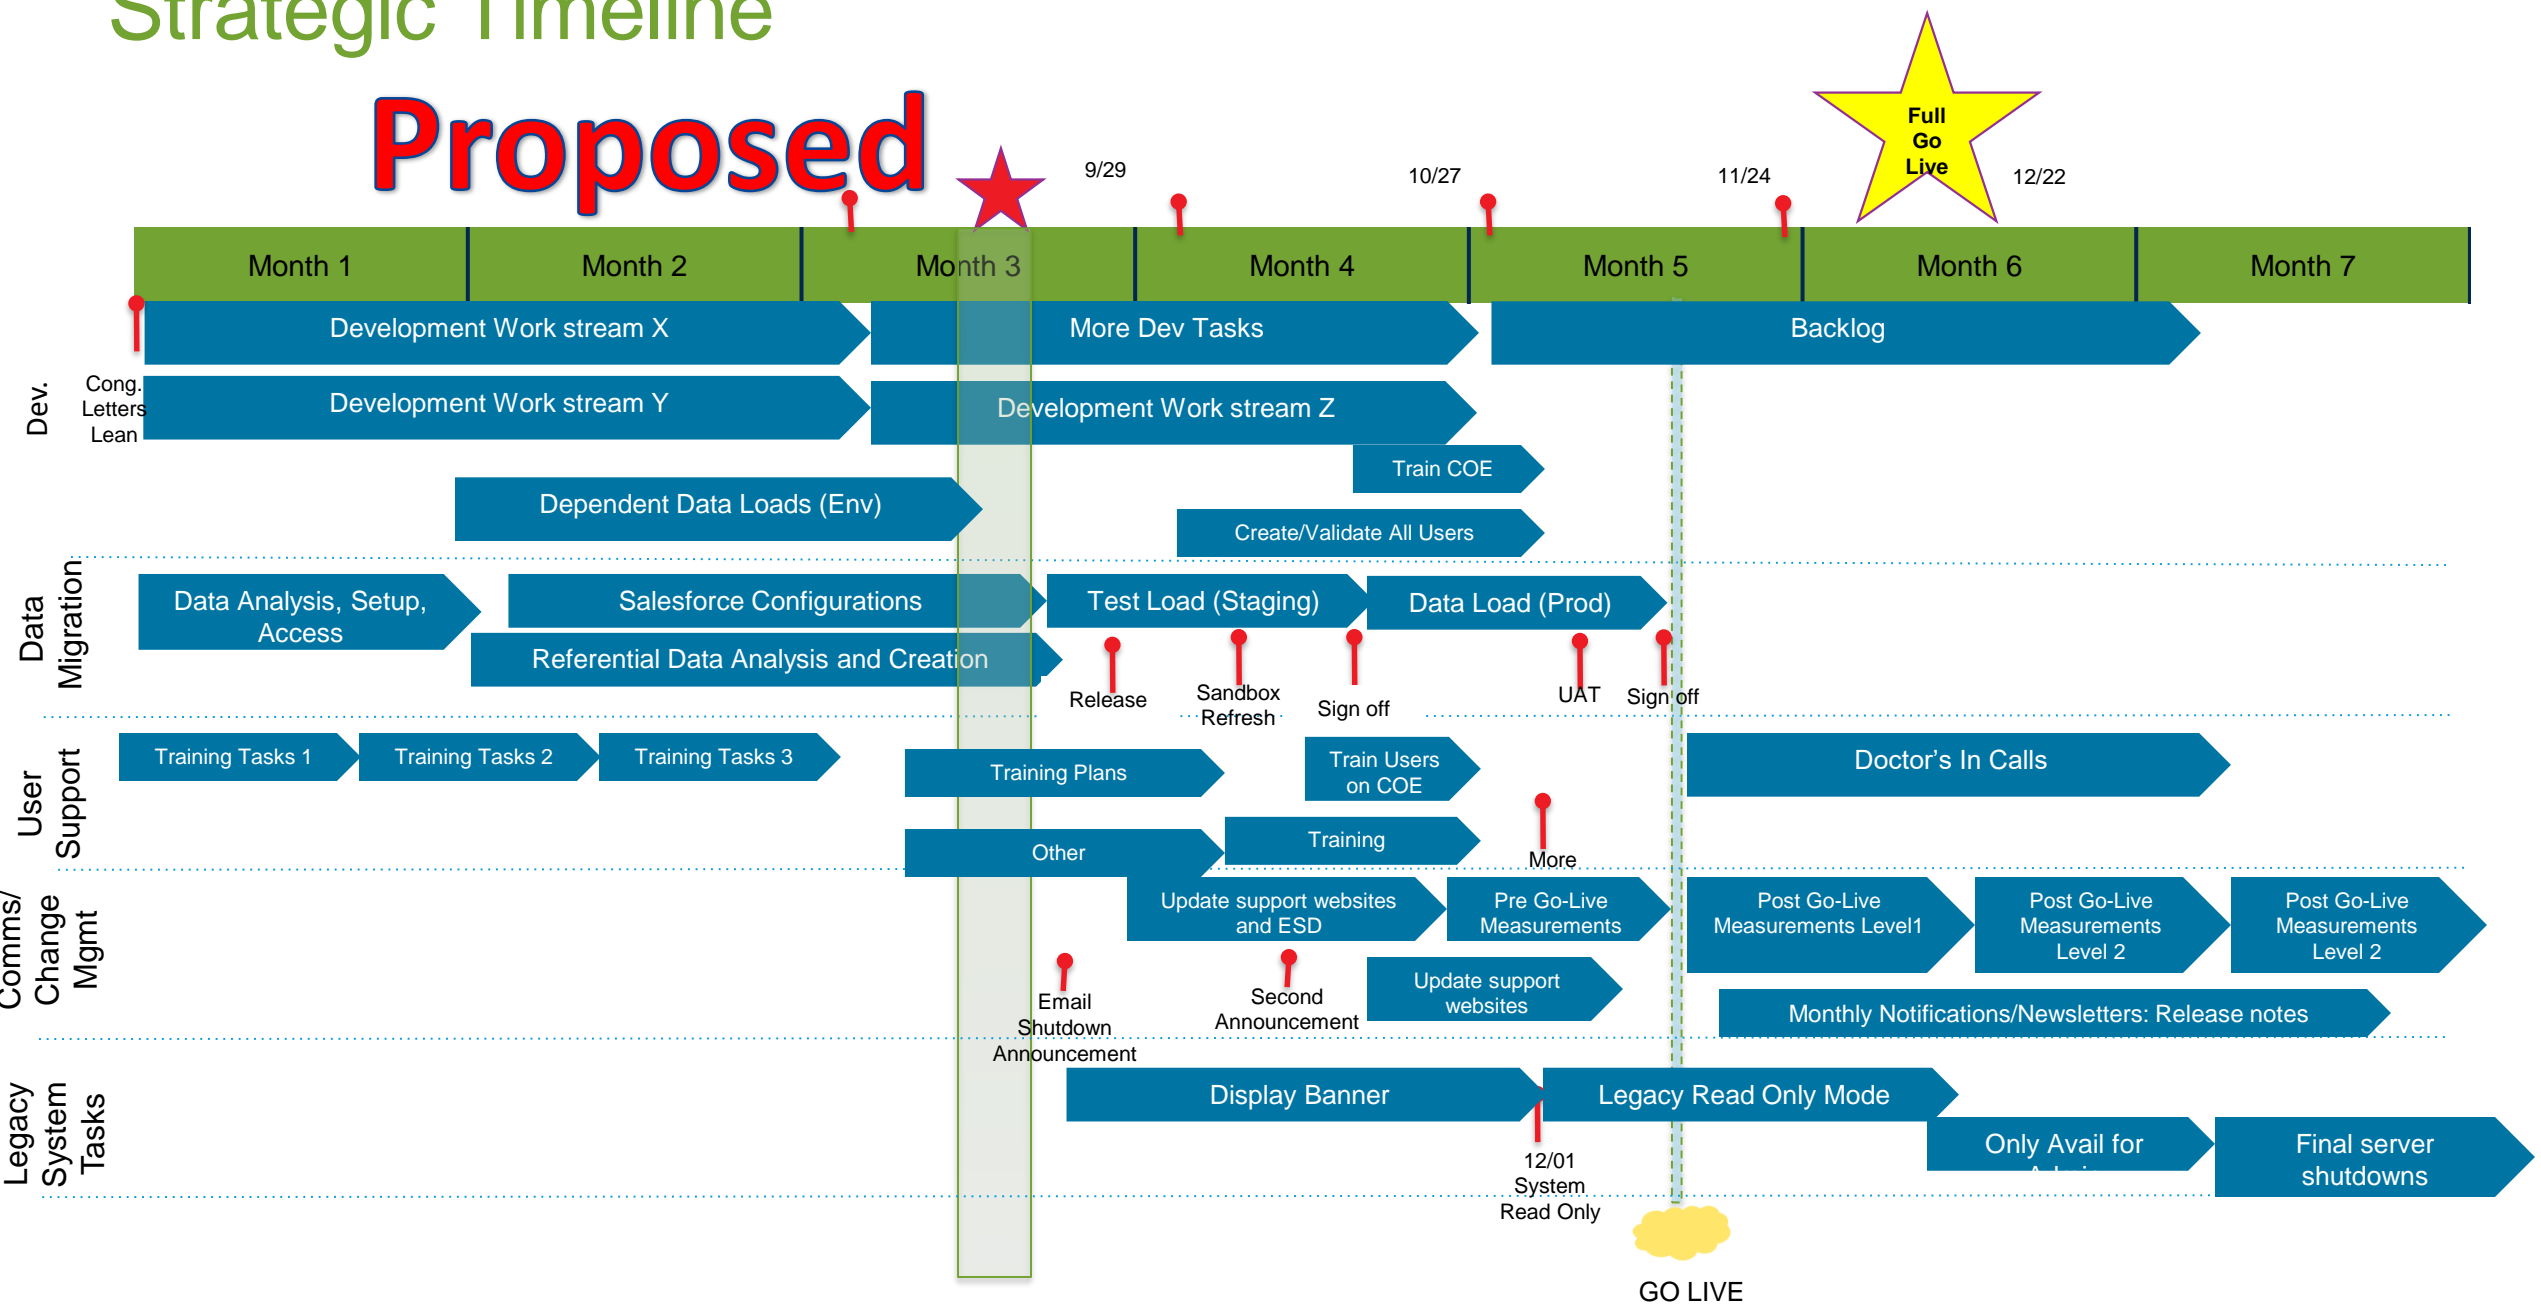 Strategic Timeline
Proposed
Full
Go
Live
9/29
10/27
11/24
12/22
Month 1
Month 2
Month 3
Month 4
Month 5
Month 6
Month 7
Dev.
Cong.
Letters
Lean
Development Work stream X
More Dev Tasks
Backlog
Development Work stream Y
Development Work stream Z
Train COE
Dependent Data Loads (Env)
Create/Validate All Users
Data
Migration
Data Analysis, Setup,
Access
Salesforce Configurations
Test Load (Staging)
Data Load (Prod)
Referential Data Analysis and Creation
Release
Sandbox
Refresh
Sign off
UAT
Sign off
User
Support
Training Tasks 1
Training Tasks 2
Training Tasks 3
Training Plans
Train Users
on COE
Doctor's In Calls
Other
Training
More
Comms/
Change
Mgmt
Update support websites
and ESD
Pre Go-Live
Measurements
Post Go-Live
Measurements Level1
Post Go-Live
Measurements
Level 2
Post Go-Live
Measurements
Level 2
Email
Shutdown
Announcement
Second
Announcement
Update support
websites
Monthly Notifications/Newsletters: Release notes
Legacy
System
Tasks
Display Banner
Legacy Read Only Mode
Only Avail for
Final server
shutdowns
12/01
System
Read Only
GO LIVE